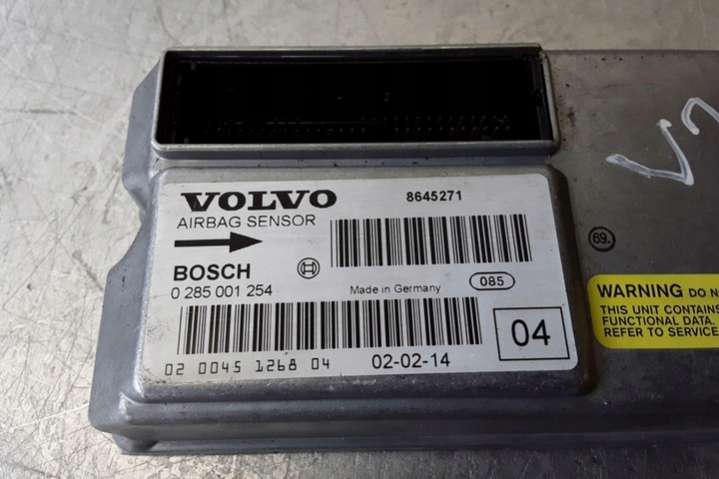 VOLVO
8645271
AIRBAG SENSOR
BOSCH
0 285 001 254
Made in Germany
085
02 0045 1268 04
02-02-14
04
69.
WARNING DO
THIS UNIT CONTAINS
FUNCTIONAL DATA.
REFER TO SERVICE